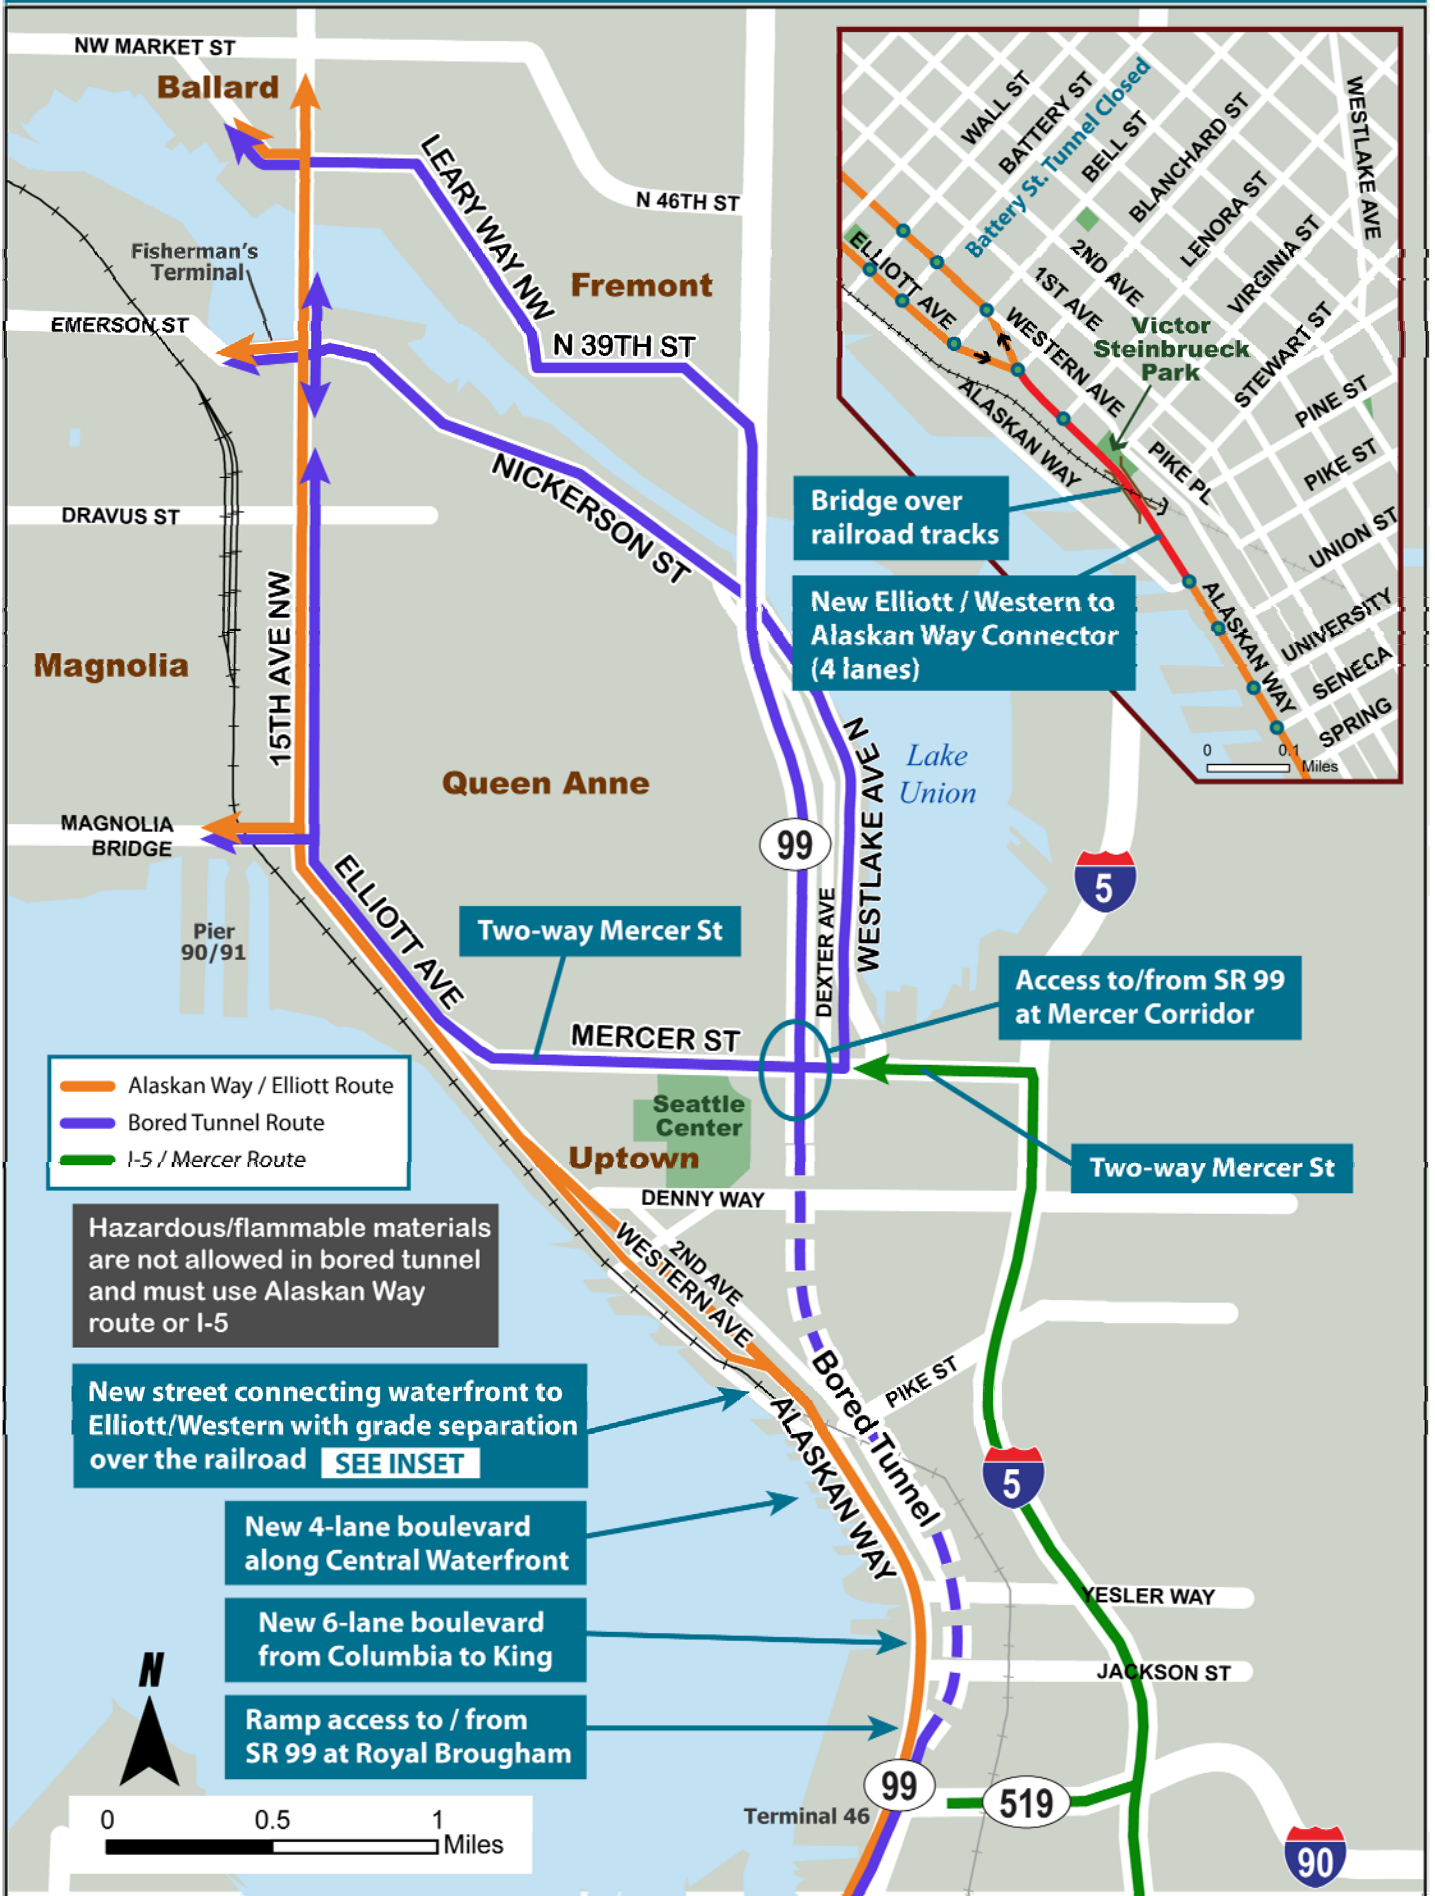 NW MARKET ST
Ballard
LEARY WAY NW
N 46TH ST
Fisherman's
Terminal
Fremont
EMERSON ST
N 39TH ST
NICKERSON ST
DRAVUS ST
15TH AVE NW
Magnolia
Queen Anne
Lake
Union
WESTLAKE AVE N
99
DEXTER AVE
5
MAGNOLIA
BRIDGE
ELLIOTT AVE
Pier
90/91
Two-way Mercer St
Access to/from SR 99
at Mercer Corridor
MERCER ST
Seattle
Center
Uptown
Two-way Mercer St
DENNY WAY
Alaskan Way / Elliott Route
Bored Tunnel Route
I-5 / Mercer Route
Hazardous/flammable materials
are not allowed in bored tunnel
and must use Alaskan Way
route or I-5
2ND AVE
WESTERN AVE
PIKE ST
Bored Tunnel
ALASKAN WAY
5
New street connecting waterfront to
Elliott/Western with grade separation
over the railroad SEE INSET
New 4-lane boulevard
along Central Waterfront
New 6-lane boulevard
from Columbia to King
Ramp access to / from
SR 99 at Royal Brougham
YESLER WAY
JACKSON ST
99
519
Terminal 46
90
N
0 0.5 1
Miles
WALL ST
BATTERY ST
Battery St. Tunnel Closed
BELL ST
BLANCHARD ST
LENORA ST
VIRGINIA ST
WESTLAKE AVE
ELLIOTT AVE
2ND AVE
1ST AVE
WESTERN AVE
Victor
Steinbrueck
Park
STEWART ST
PINE ST
PIKE ST
ALASKAN WAY
PIKE PL
UNION ST
Bridge over
railroad tracks
New Elliott / Western to
Alaskan Way Connector
(4 lanes)
ALASKAN WAY
UNIVERSITY
SENECA
SPRING
0 0.1
Miles